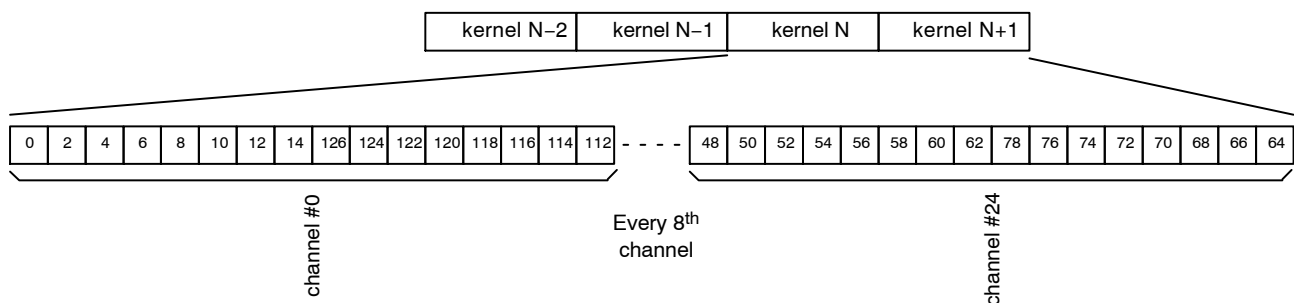 kernel N−2 kernel N−1 kernel N kernel N+1
0 2 4 6 8 10 12 14 126 124 122 120 118 116 114 112 - - - - 48 50 52 54 56 58 60 62 78 76 74 72 70 68 66 64
channel #0
Every 8th
channel
channel #24